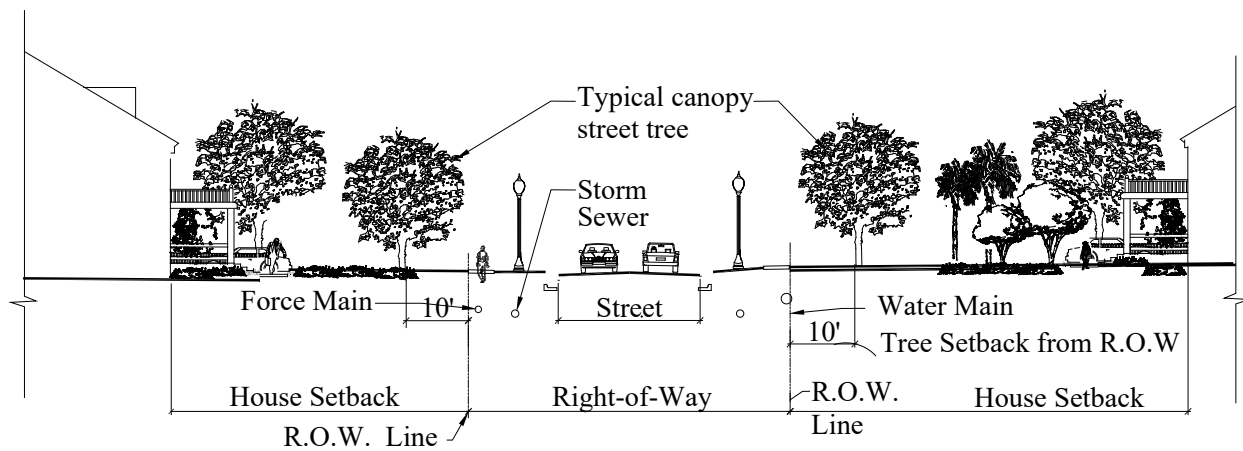 Typical canopy
street tree
Storm
Sewer
Force Main
10'
Street
Water Main
10'
Tree Setback from R.O.W
House Setback
Right-of-Way
R.O.W.
Line
House Setback
R.O.W. Line